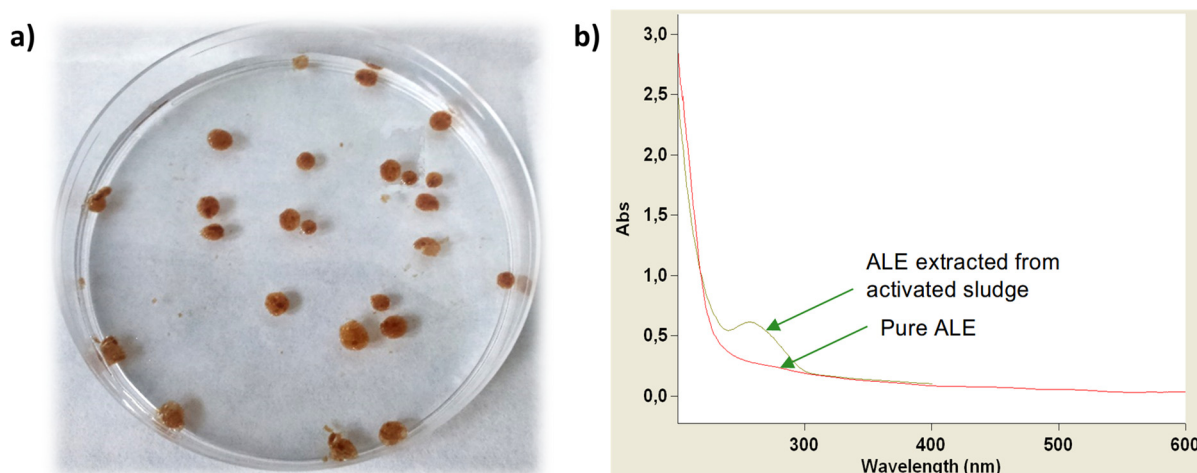 a)
b)
3,0
2,5
2,0
1,5
1,0
0,5
0,0
Abs
ALE extracted from
activated sludge
Pure ALE
300
400
500
600
Wavelength (nm)